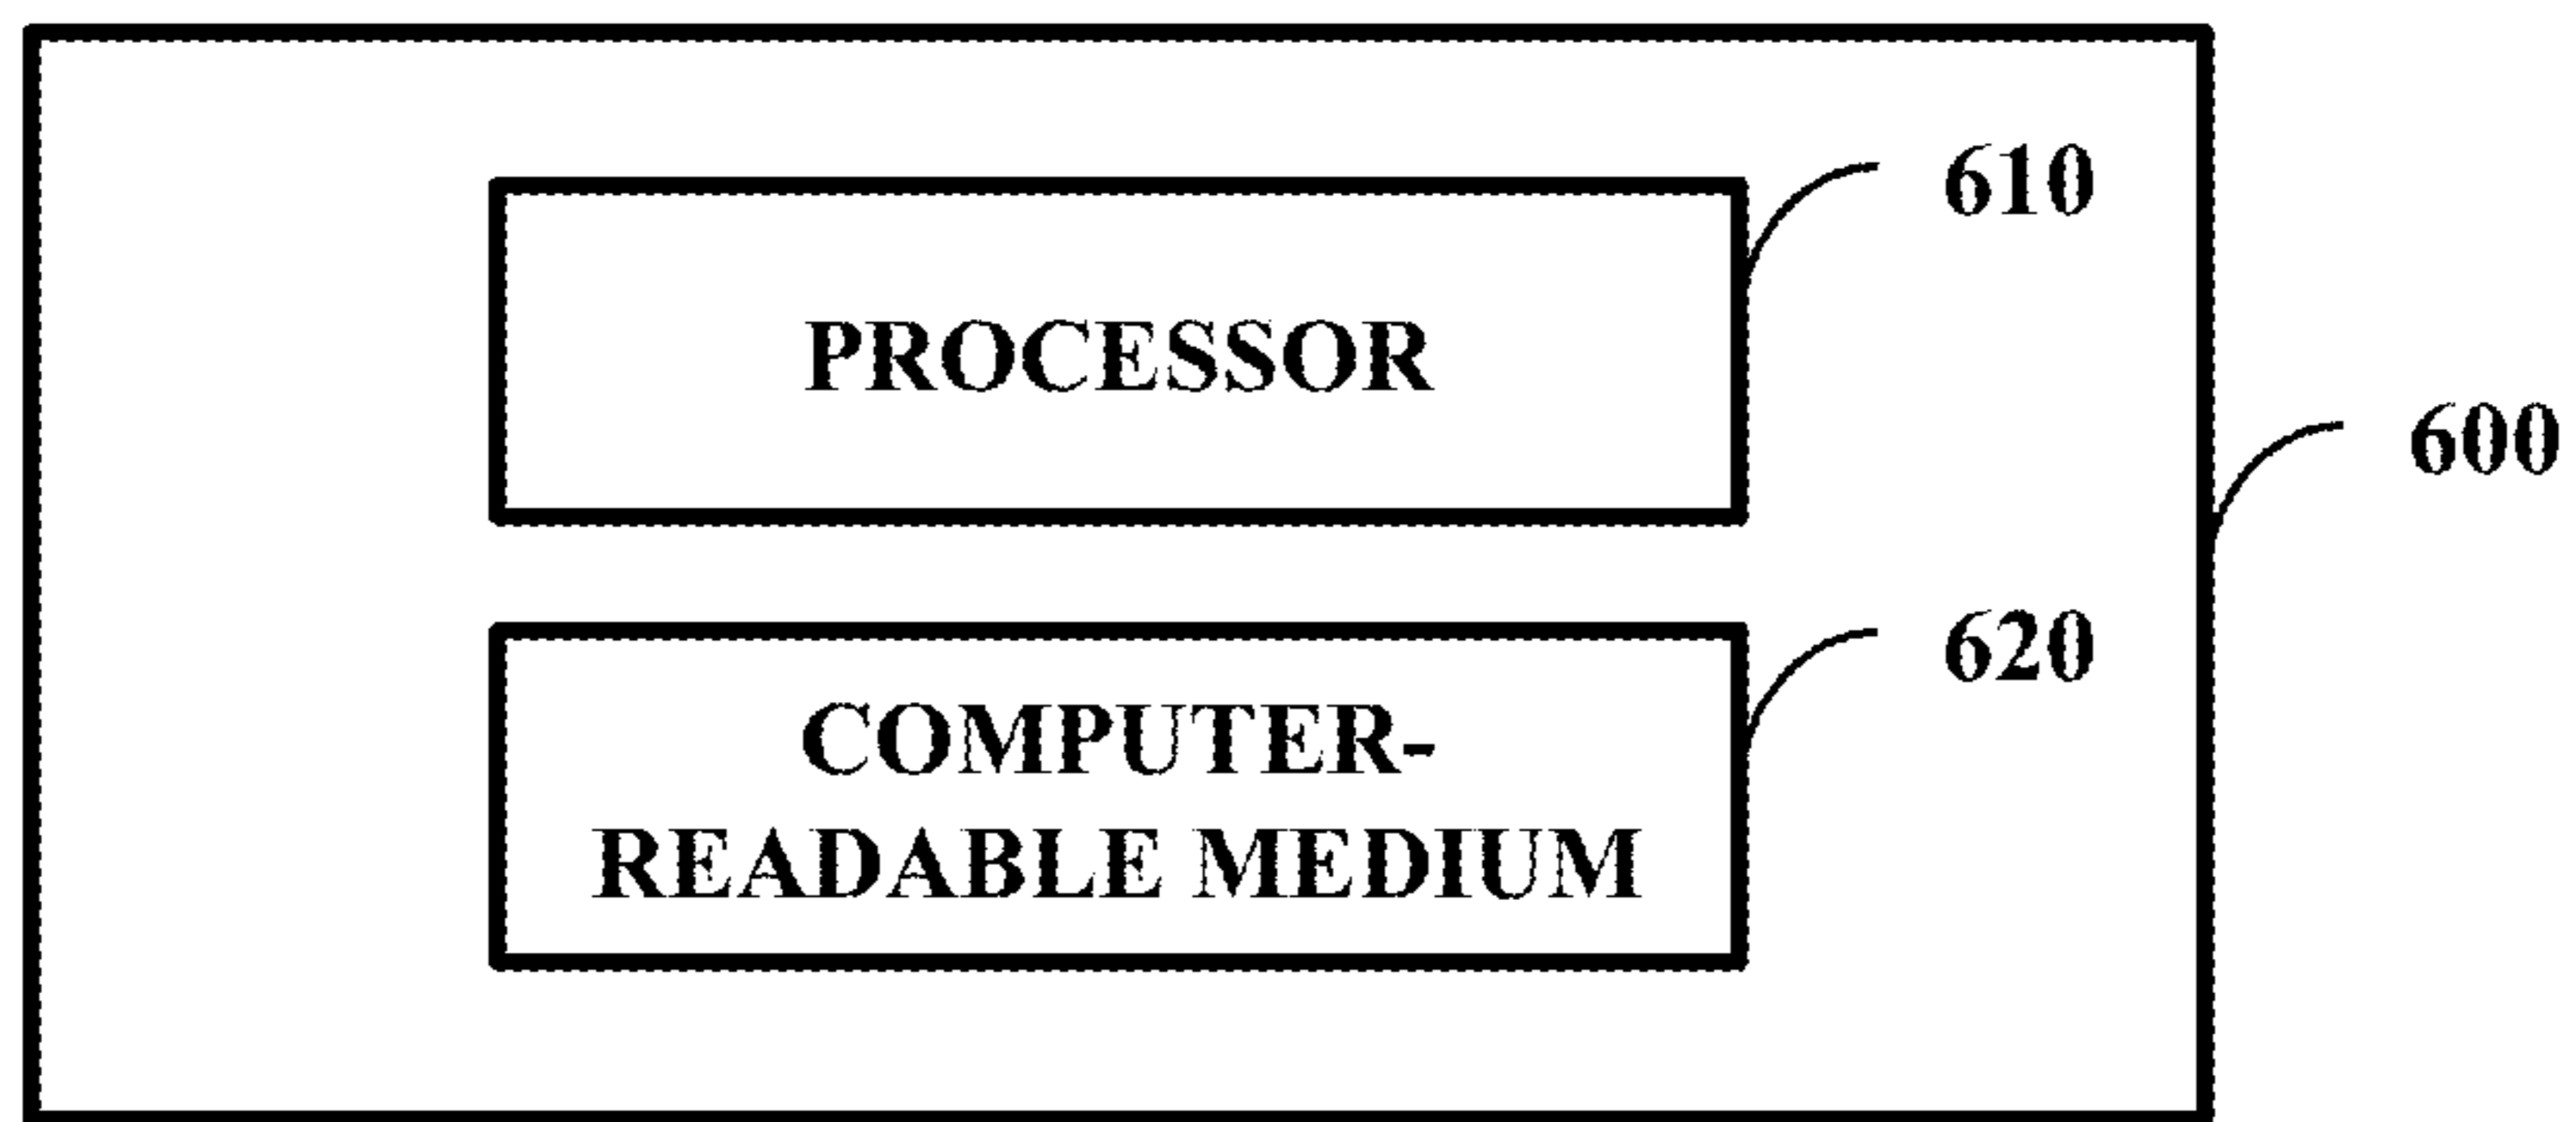 610
PROCESSOR
600
620
COMPUTER-
READABLE MEDIUM